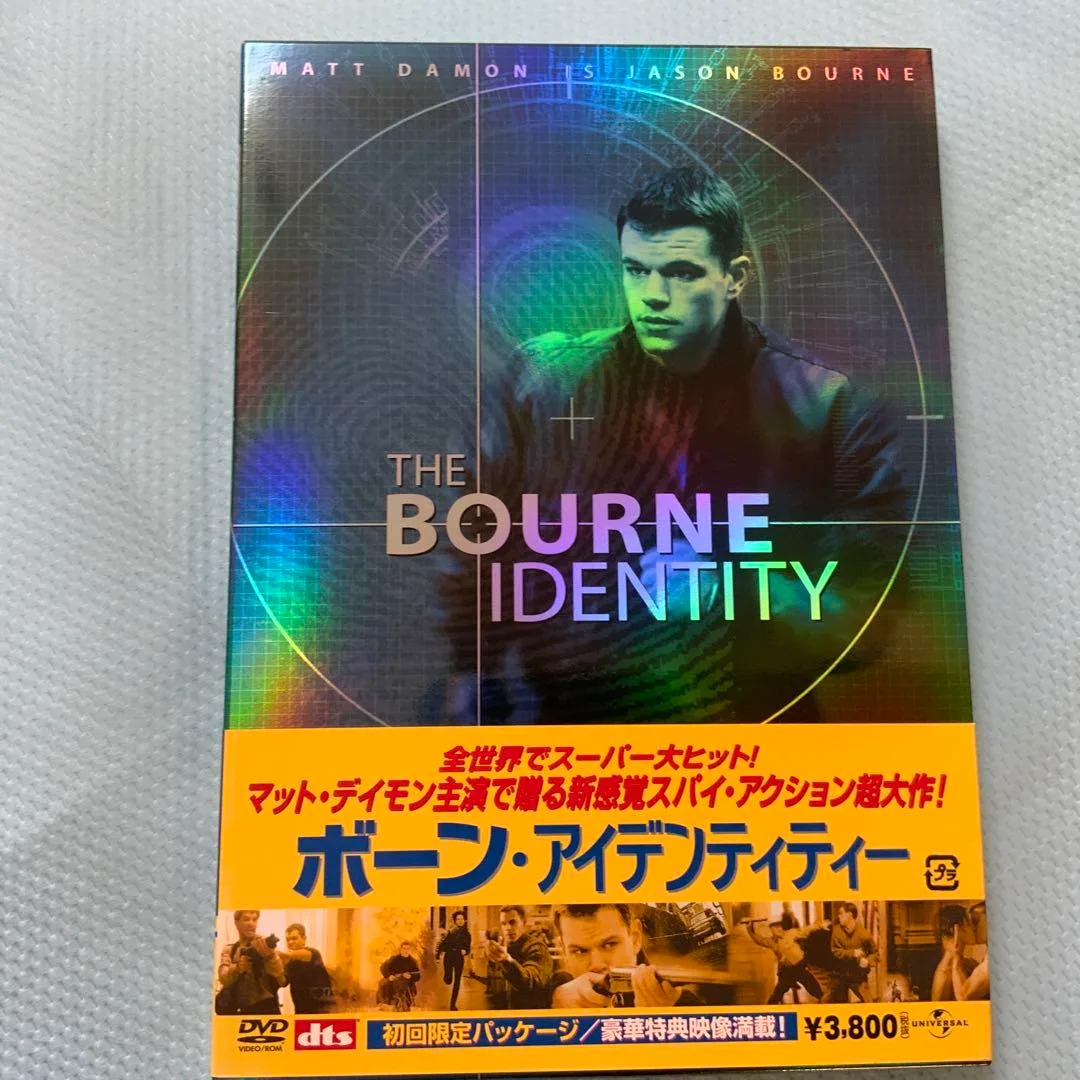 MATT DAMON IS JASON BOURNE
THE
BOURNE
IDENTITY
全世界でスーパー大ヒット!
マット・デイモン主演で贈る新感覚スパイ・アクション超大作!
ボーン・アイデンティティー
プラ
DVD
VIDEO/ROM
dts
初回限定パッケージ/豪華特典映像満載!
¥3,800(税抜)
UNIVERSAL